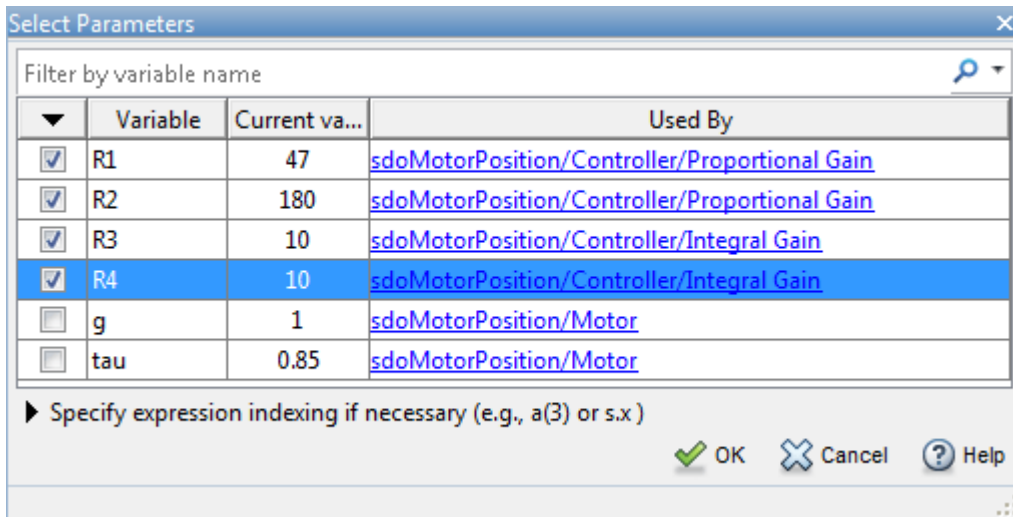 Select Parameters
Filter by variable name
Variable Current va... Used By
R1 47 sdoMotorPosition/Controller/Proportional Gain
R2 180 sdoMotorPosition/Controller/Proportional Gain
R3 10 sdoMotorPosition/Controller/Integral Gain
R4 10 sdoMotorPosition/Controller/Integral Gain
g 1 sdoMotorPosition/Motor
tau 0.85 sdoMotorPosition/Motor
Specify expression indexing if necessary (e.g., a(3) or s.x )
OK Cancel ? Help